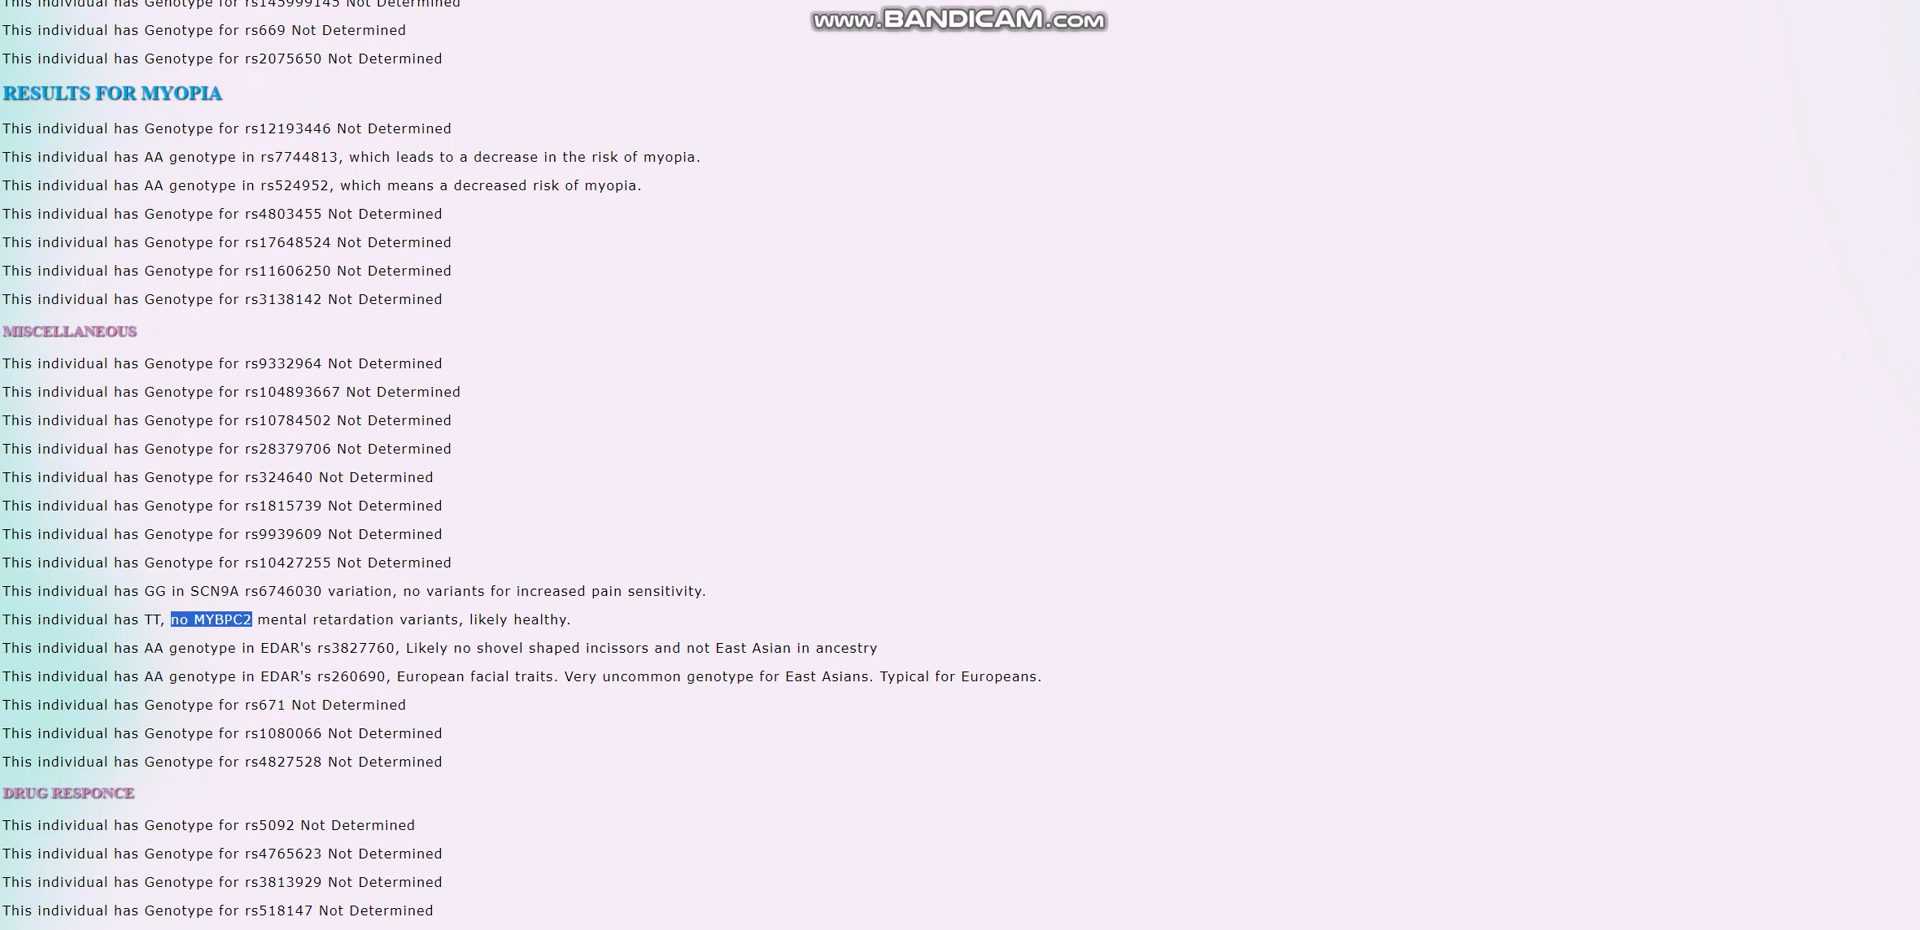 This individual has Genotype for rs145999145 Not Determined
www.BANDICAM.com
This individual has Genotype for rs669 Not Determined
This individual has Genotype for rs2075650 Not Determined
RESULTS FOR MYOPIA
This individual has Genotype for rs12193446 Not Determined
This individual has AA genotype in rs7744813, which leads to a decrease in the risk of myopia.
This individual has AA genotype in rs524952, which means a decreased risk of myopia.
This individual has Genotype for rs4803455 Not Determined
This individual has Genotype for rs17648524 Not Determined
This individual has Genotype for rs11606250 Not Determined
This individual has Genotype for rs3138142 Not Determined
MISCELLANEOUS
This individual has Genotype for rs9332964 Not Determined
This individual has Genotype for rs104893667 Not Determined
This individual has Genotype for rs10784502 Not Determined
This individual has Genotype for rs28379706 Not Determined
This individual has Genotype for rs324640 Not Determined
This individual has Genotype for rs1815739 Not Determined
This individual has Genotype for rs9939609 Not Determined
This individual has Genotype for rs10427255 Not Determined
This individual has GG in SCN9A rs6746030 variation, no variants for increased pain sensitivity.
This individual has TT, no MYBPC2 mental retardation variants, likely healthy.
This individual has AA genotype in EDAR's rs3827760, Likely no shovel shaped incissors and not East Asian in ancestry
This individual has AA genotype in EDAR's rs260690, European facial traits. Very uncommon genotype for East Asians. Typical for Europeans.
This individual has Genotype for rs671 Not Determined
This individual has Genotype for rs1080066 Not Determined
This individual has Genotype for rs4827528 Not Determined
DRUG RESPONCE
This individual has Genotype for rs5092 Not Determined
This individual has Genotype for rs4765623 Not Determined
This individual has Genotype for rs3813929 Not Determined
This individual has Genotype for rs518147 Not Determined